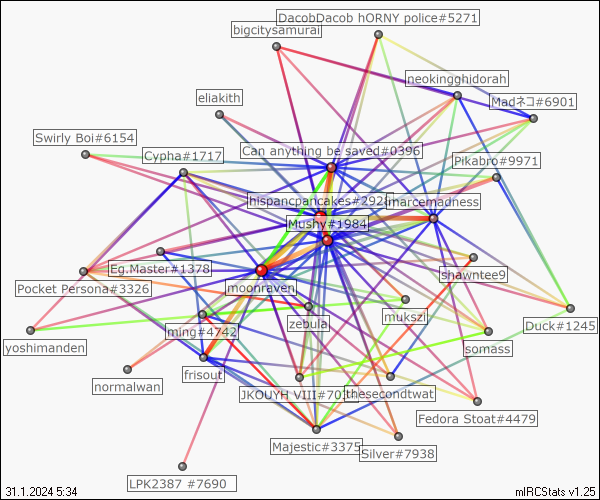 DacobDacob hORNY police#5271
bigcitysamurai
neokingghidorah
eliakith
Madネコ#6901
Swirly Boi#6154
Can anything be saved#0396
Cypha#1717
Pikabro#9971
hispancpancakes#2928
marcemadness
Mushy#1984
Eg.Master#1378
shawntee9
Pocket Persona#3326
moonraven
mukszil
zebula
Duck#1245
ming#4742
yoshimanden
somass
frisout
normalwan
JKOUYH VIII#70
thesecondtwat
Fedora Stoat#4479
Majestic#3375
Silver#7938
LPK2387 #7690
31.1.2024 5:34
mIRCStats v1.25